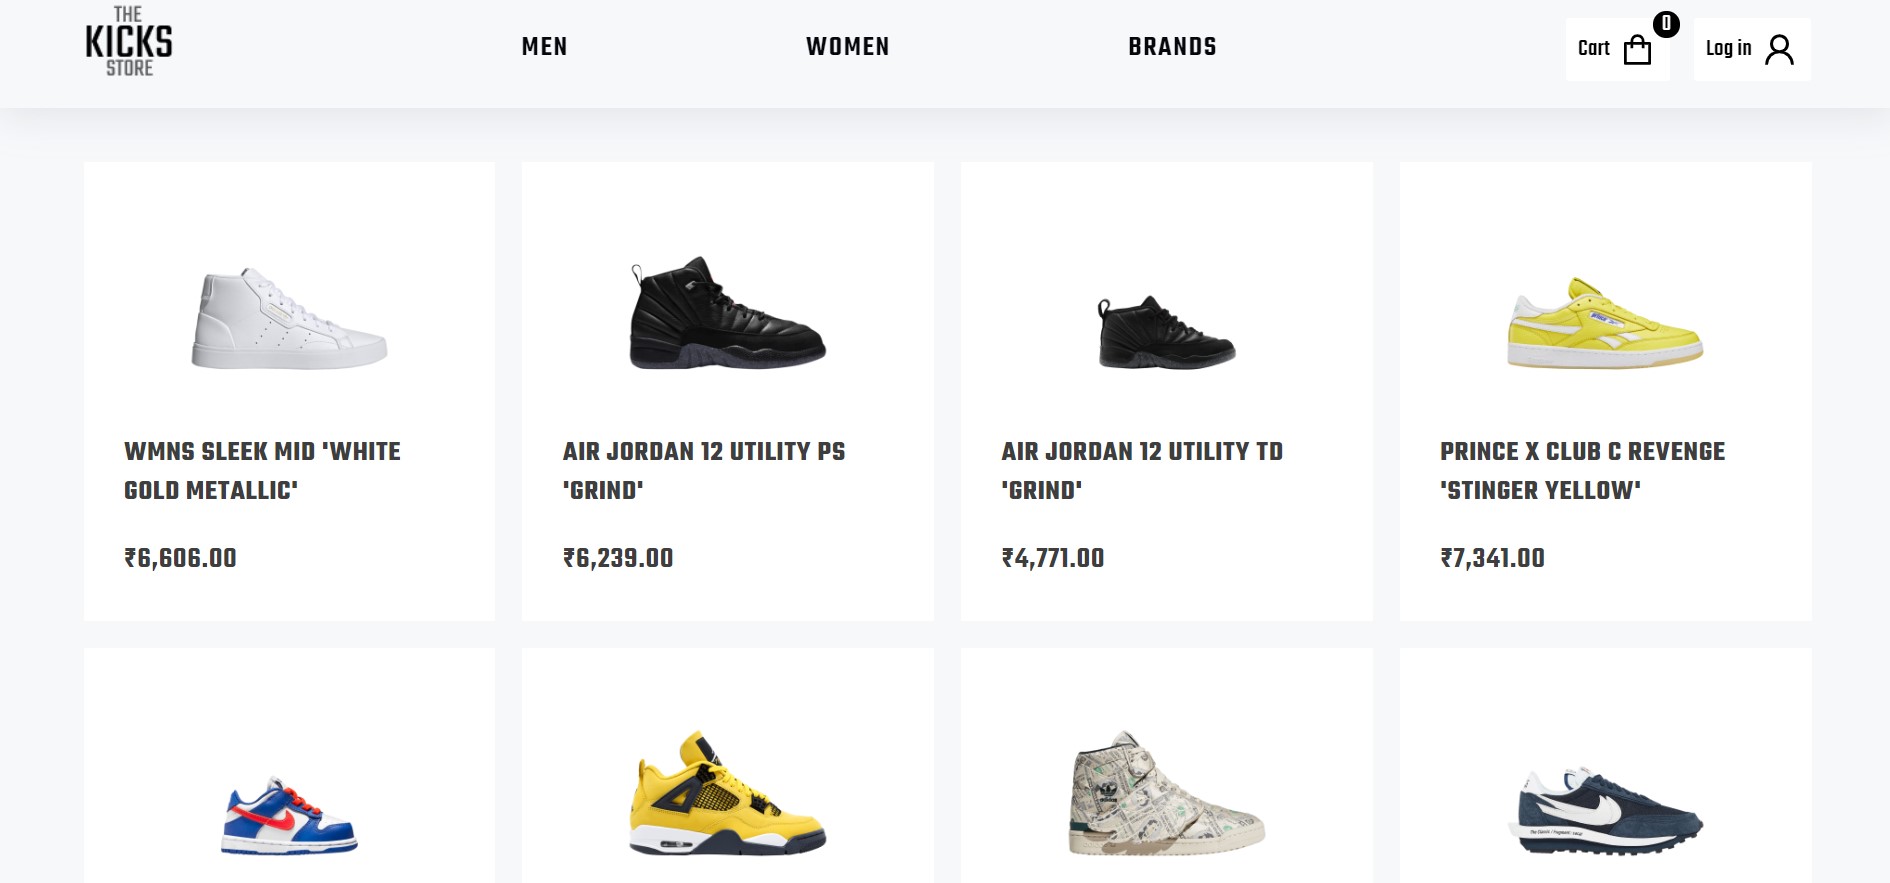 THE
KICKS
STORE
MEN
WOMEN
BRANDS
Cart
0
Log in
WMNS SLEEK MID 'WHITE
GOLD METALLIC'
₹6,606.00
AIR JORDAN 12 UTILITY PS
'GRIND'
₹6,239.00
AIR JORDAN 12 UTILITY TD
'GRIND'
₹4,771.00
PRINCE X CLUB C REVENGE
'STINGER YELLOW'
₹7,341.00